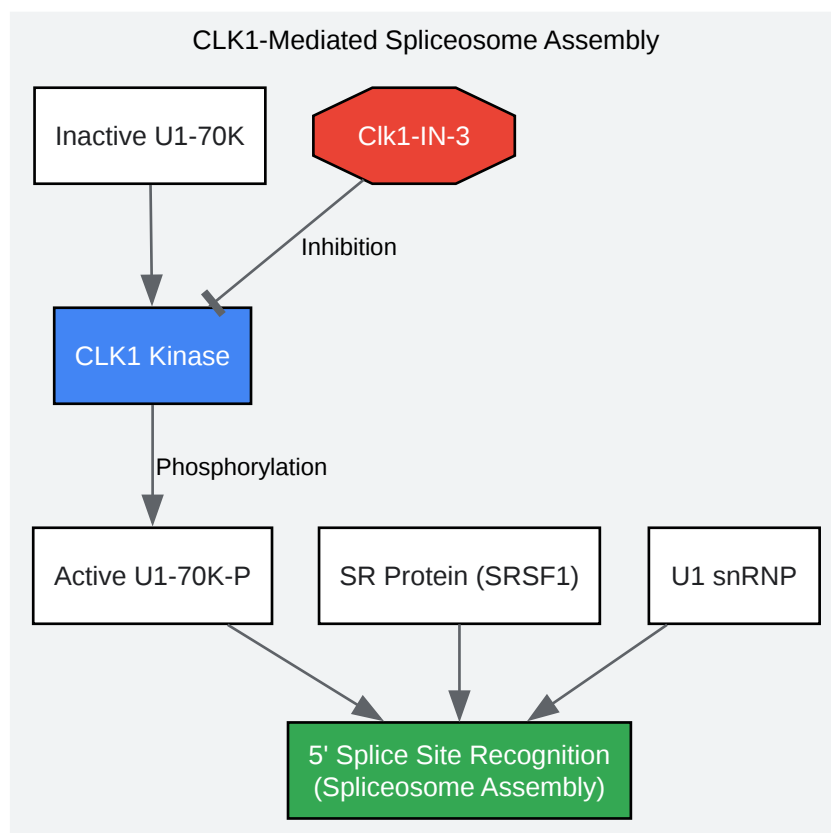 CLK1-Mediated Spliceosome Assembly
Inactive U1-70K
Clk1-IN-3
Inhibition
CLK1 Kinase
Phosphorylation
Active U1-70K-P
SR Protein (SRSF1)
U1 snRNP
5' Splice Site Recognition
(Spliceosome Assembly)